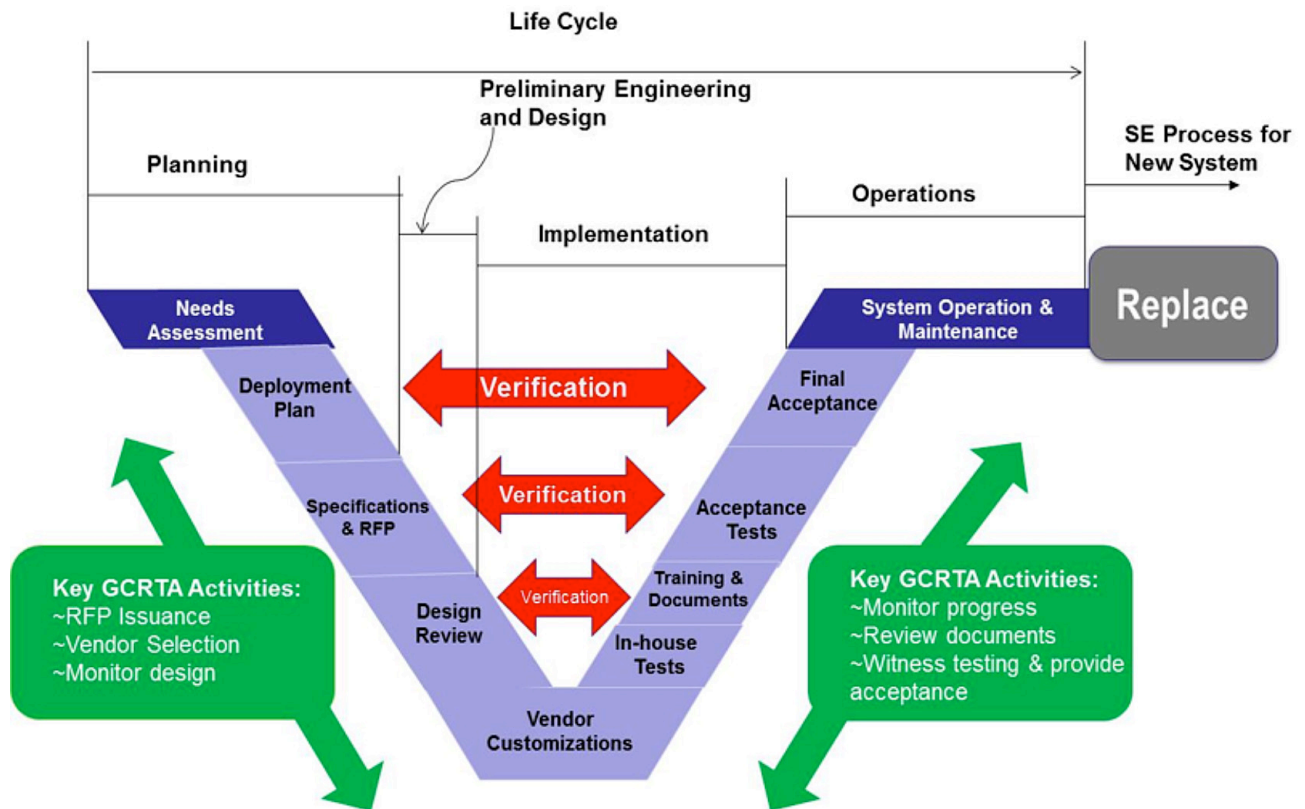 Life Cycle
Preliminary Engineering
and Design
SE Process for
New System
Planning
Operations
Implementation
Needs
Assessment
System Operation &
Maintenance
Replace
Deployment
Plan
Verification
Final
Acceptance
Specifications
& RFP
Verification
Acceptance
Tests
Key GCRTA Activities:
~RFP Issuance
~Vendor Selection
~Monitor design
Design
Review
Verification
Training &
Documents
In-house
Tests
Key GCRTA Activities:
~Monitor progress
~Review documents
~Witness testing & provide
acceptance
Vendor
Customizations